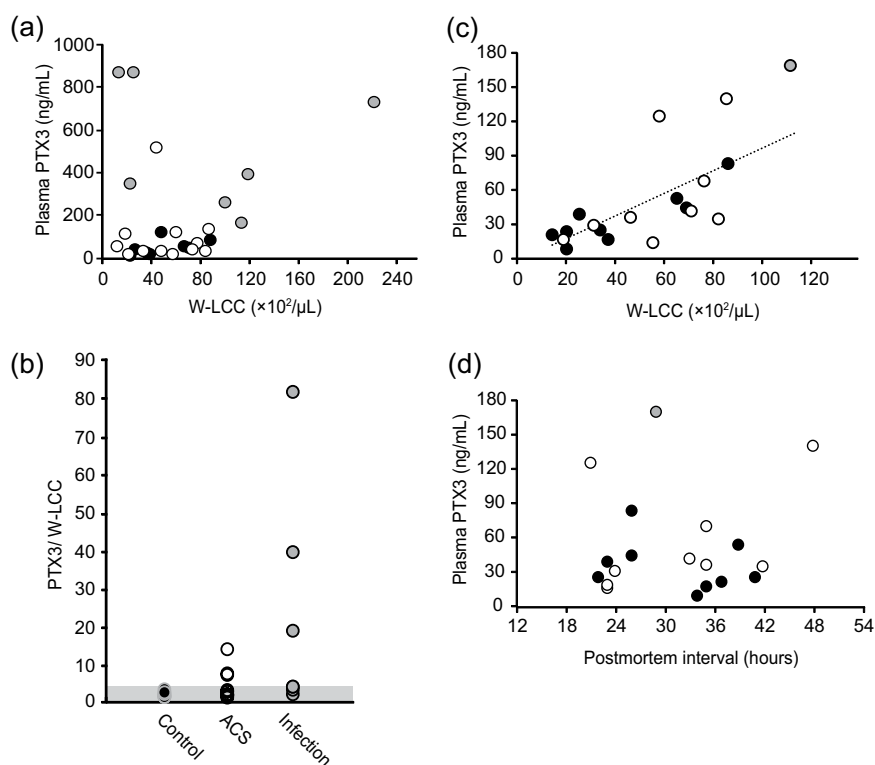 (a)
Plasma PTX3 (ng/mL)
1000
800
600
400
200
0
0 40 80 120 160 200 240
W-LCC (×10²/µL)
(c)
Plasma PTX3 (ng/mL)
180
150
120
90
60
30
0
0 20 40 60 80 100 120
W-LCC (×10²/µL)
(b)
PTX3/ W-LCC
90
80
70
60
50
40
30
20
10
0
Control ACS Infection
(d)
Plasma PTX3 (ng/mL)
180
150
120
90
60
30
0
12 18 24 30 36 42 48 54
Postmortem interval (hours)